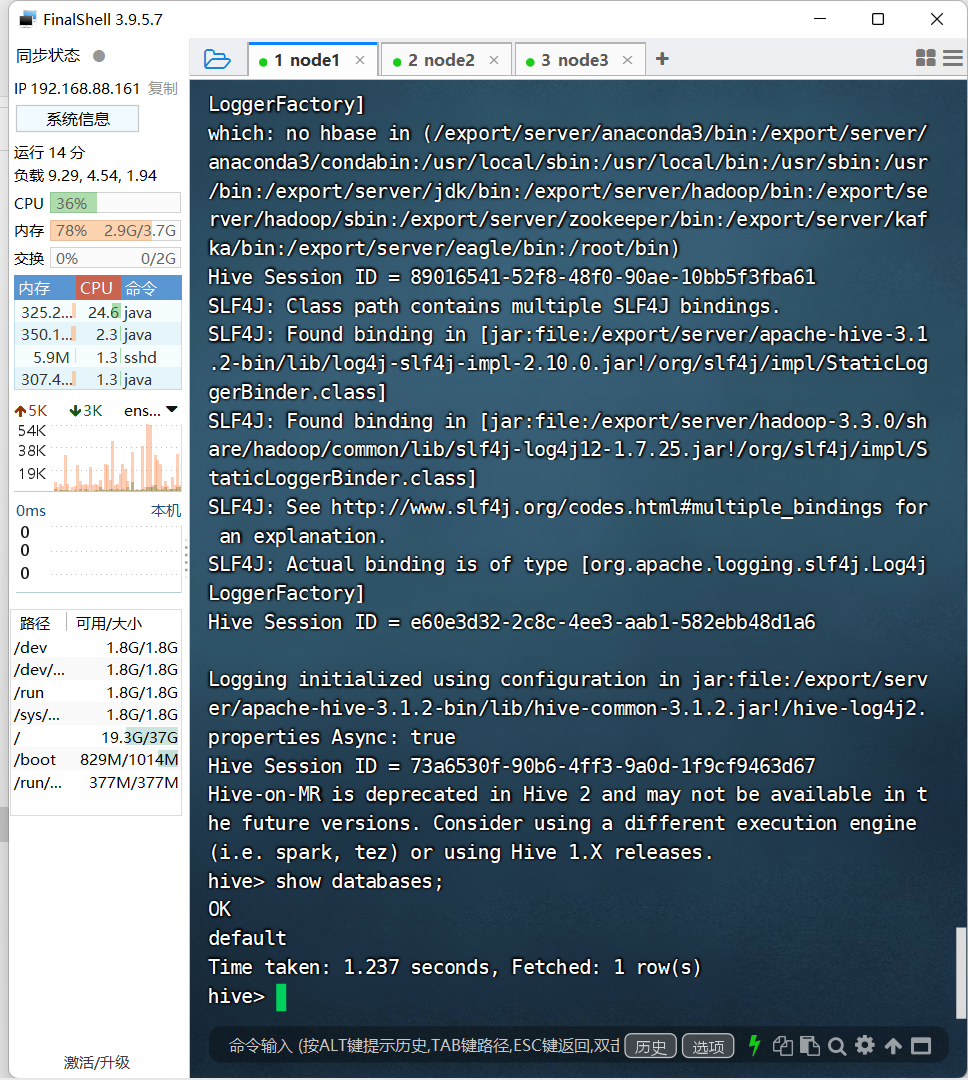 FinalShell 3.9.5.7
同步状态
IP 192.168.88.161 复制
系统信息
运行 14 分
负载 9.29, 4.54, 1.94
CPU 36%
内存 78% 2.9G/3.7G
交换 0% 0/2G
内存 CPU 命令
325.2... 24.6 java
350.1... 2.3 java
5.9M 1.3 sshd
307.4... 1.3 java
5K 3K ens...
54K
38K
19K
0ms 本机
0
0
0
路径 可用/大小
/dev 1.8G/1.8G
/dev/... 1.8G/1.8G
/run 1.8G/1.8G
/sys/... 1.8G/1.8G
/ 19.3G/37G
/boot 829M/1014M
/run/... 377M/377M
激活/升级
1 node1 2 node2 3 node3
LoggerFactory]
which: no hbase in (/export/server/anaconda3/bin:/export/server/
anaconda3/condabin:/usr/local/sbin:/usr/local/bin:/usr/sbin:/usr
/bin:/export/server/jdk/bin:/export/server/hadoop/bin:/export/se
rver/hadoop/sbin:/export/server/zookeeper/bin:/export/server/kaf
ka/bin:/export/server/eagle/bin:/root/bin)
Hive Session ID = 89016541-52f8-48f0-90ae-10bb5f3fba61
SLF4J: Class path contains multiple SLF4J bindings.
SLF4J: Found binding in [jar:file:/export/server/apache-hive-3.1
.2-bin/lib/log4j-slf4j-impl-2.10.0.jar!/org/slf4j/impl/StaticLog
gerBinder.class]
SLF4J: Found binding in [jar:file:/export/server/hadoop-3.3.0/sh
are/hadoop/common/lib/slf4j-log4j12-1.7.25.jar!/org/slf4j/impl/S
taticLoggerBinder.class]
SLF4J: See http://www.slf4j.org/codes.html#multiple_bindings for
 an explanation.
SLF4J: Actual binding is of type [org.apache.logging.slf4j.Log4j
LoggerFactory]
Hive Session ID = e60e3d32-2c8c-4ee3-aab1-582ebb48d1a6
Logging initialized using configuration in jar:file:/export/serv
er/apache-hive-3.1.2-bin/lib/hive-common-3.1.2.jar!/hive-log4j2.
properties Async: true
Hive Session ID = 73a6530f-90b6-4ff3-9a0d-1f9cf9463d67
Hive-on-MR is deprecated in Hive 2 and may not be available in t
he future versions. Consider using a different execution engine
(i.e. spark, tez) or using Hive 1.X releases.
hive> show databases;
OK
default
Time taken: 1.237 seconds, Fetched: 1 row(s)
hive>
命令输入 (按ALT键提示历史,TAB键路径,ESC键返回,双击 历史 选项